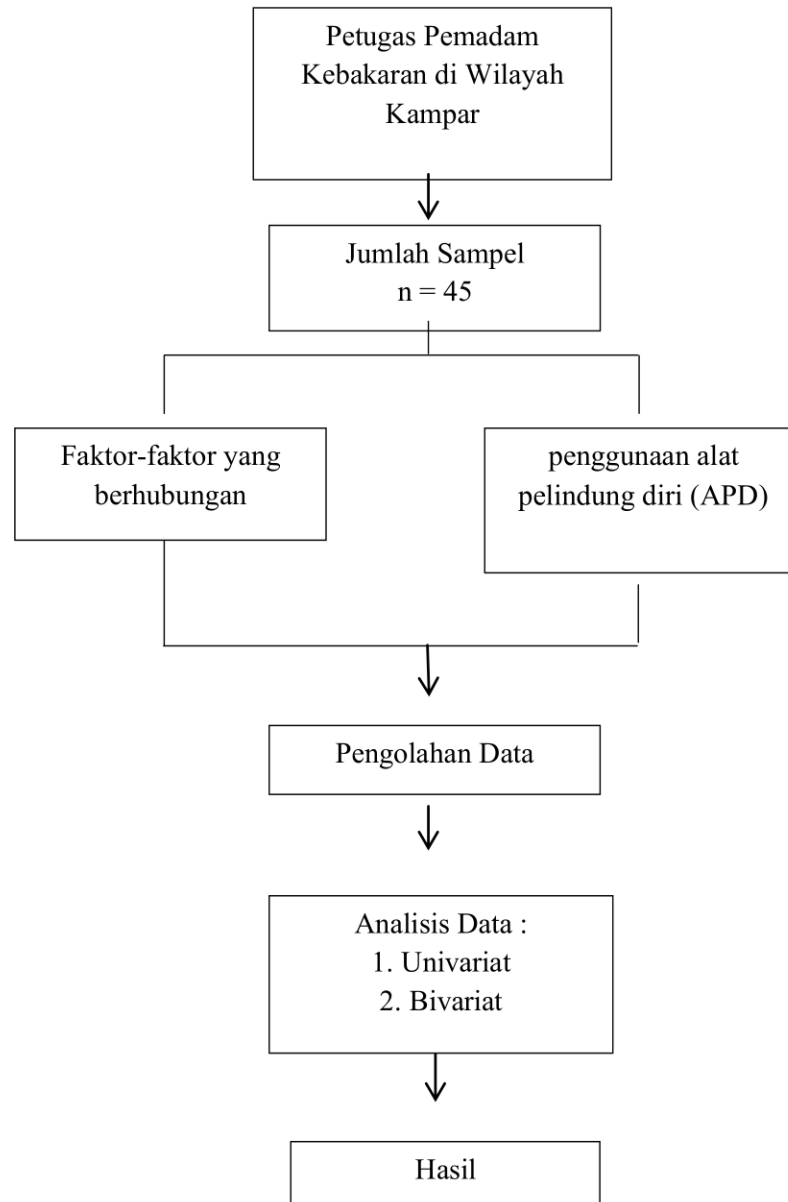 Petugas Pemadam
Kebakaran di Wilayah
Kampar
Jumlah Sampel
n = 45
Faktor-faktor yang
berhubungan
penggunaan alat
pelindung diri (APD)
Pengolahan Data
Analisis Data :
1. Univariat
2. Bivariat
Hasil